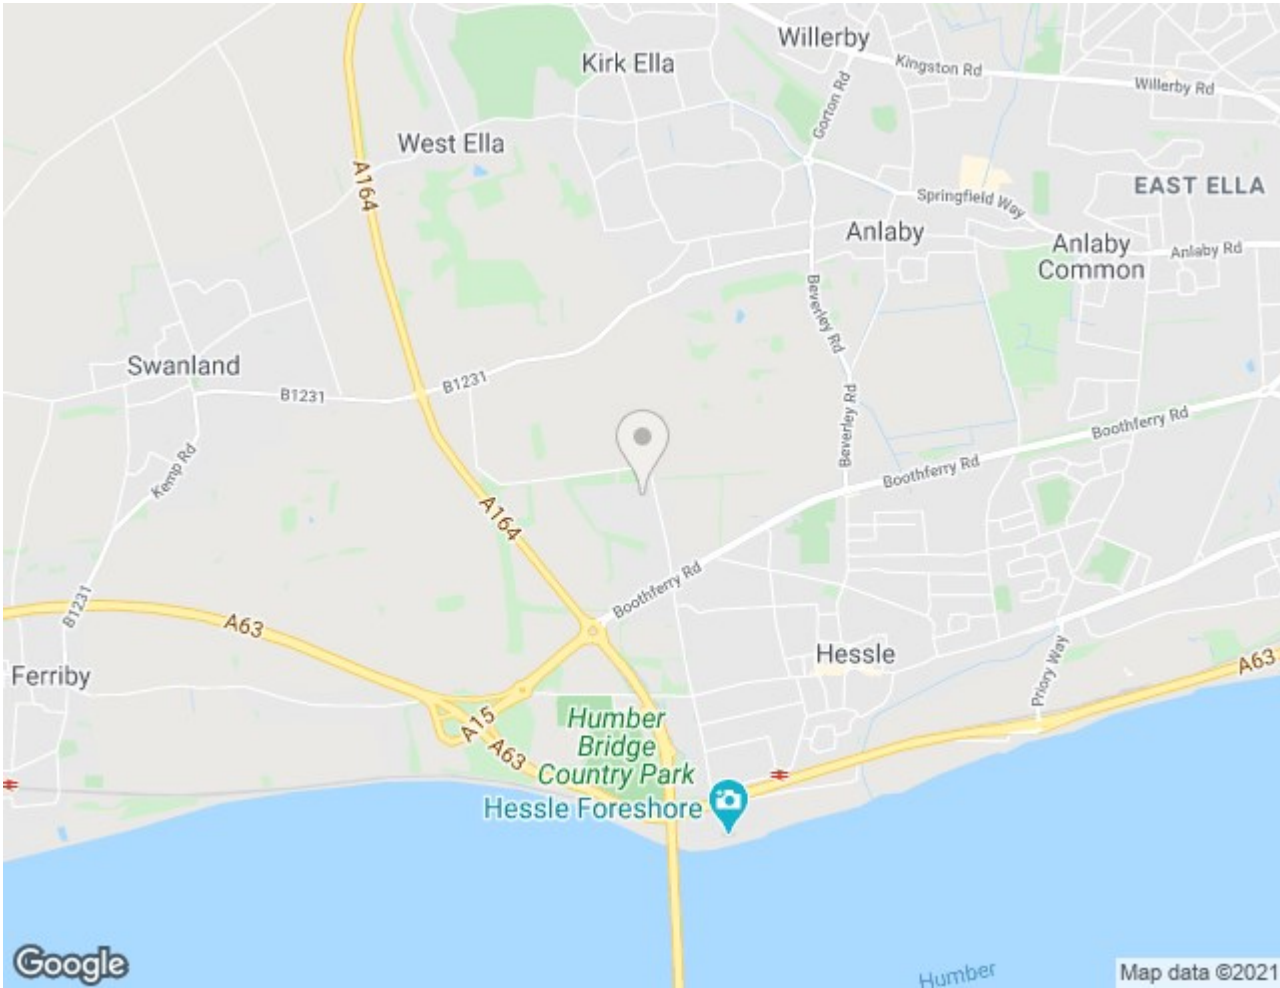 Willerby
Kirk Ella
Kingston Rd
Willerby Rd
Gorton Rd
West Ella
A164
EAST ELLA
Springfield Way
Anlaby
Anlaby
Common
Anlaby Rd
Beverley Rd
Swanland
B1231
B1231
Beverley Rd
Boothferry Rd
Boothferry Rd
Kemp Rd
A164
Boothferry Rd
B1231
A63
Hessle
Priory Way
A63
Ferriby
A15
A63
Humber
Bridge
Country Park
Hessle Foreshore
Google
Humber
Map data ©2021